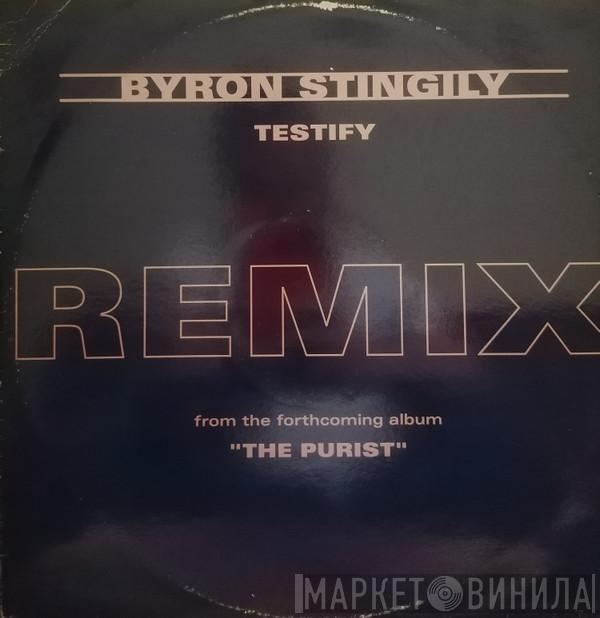 BYRON STINGILY
TESTIFY
REMIX
from the forthcoming album
"THE PURIST"
МАРКЕТ ВИНИЛА